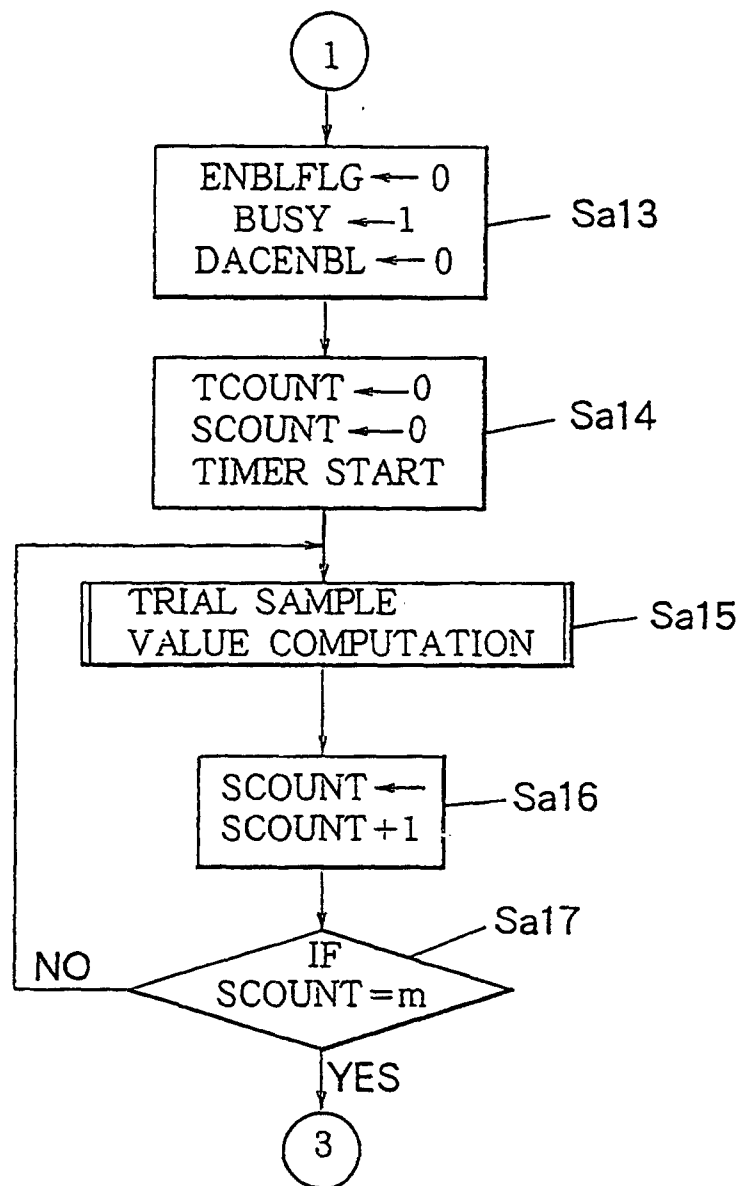 1
ENBLFLG ← 0
BUSY ← 1
DACENBL ← 0
Sa13
TCOUNT ← 0
SCOUNT ← 0
TIMER START
Sa14
TRIAL SAMPLE
VALUE COMPUTATION
Sa15
SCOUNT ←
SCOUNT+1
Sa16
Sa17
IF
SCOUNT=m
NO
YES
3